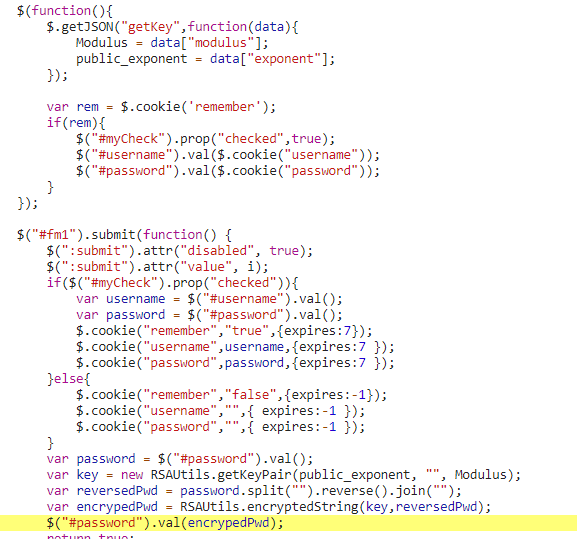 $(function(){
$.getJSON("getKey",function(data){
Modulus = data["modulus"];
public_exponent = data["exponent"];
});
var rem = $.cookie('remember');
if(rem){
$("#myCheck").prop("checked",true);
$("#username").val($.cookie("username"));
$("#password").val($.cookie("password"));
}
});
$("#fm1").submit(function() {
$(":submit").attr("disabled", true);
$(":submit").attr("value", i);
if($("#myCheck").prop("checked")){
var username = $("#username").val();
var password = $("#password").val();
$.cookie("remember","true",{expires:7});
$.cookie("username",username,{expires:7 });
$.cookie("password",password,{expires:7 });
}else{
$.cookie("remember","false",{expires:-1});
$.cookie("username","",{ expires:-1 });
$.cookie("password","",{ expires:-1 });
}
var password = $("#password").val();
var key = new RSAUtils.getKeyPair(public_exponent, "", Modulus);
var reversedPwd = password.split("").reverse().join("");
var encrypedPwd = RSAUtils.encryptedString(key,reversedPwd);
$("#password").val(encrypedPwd);
return true;